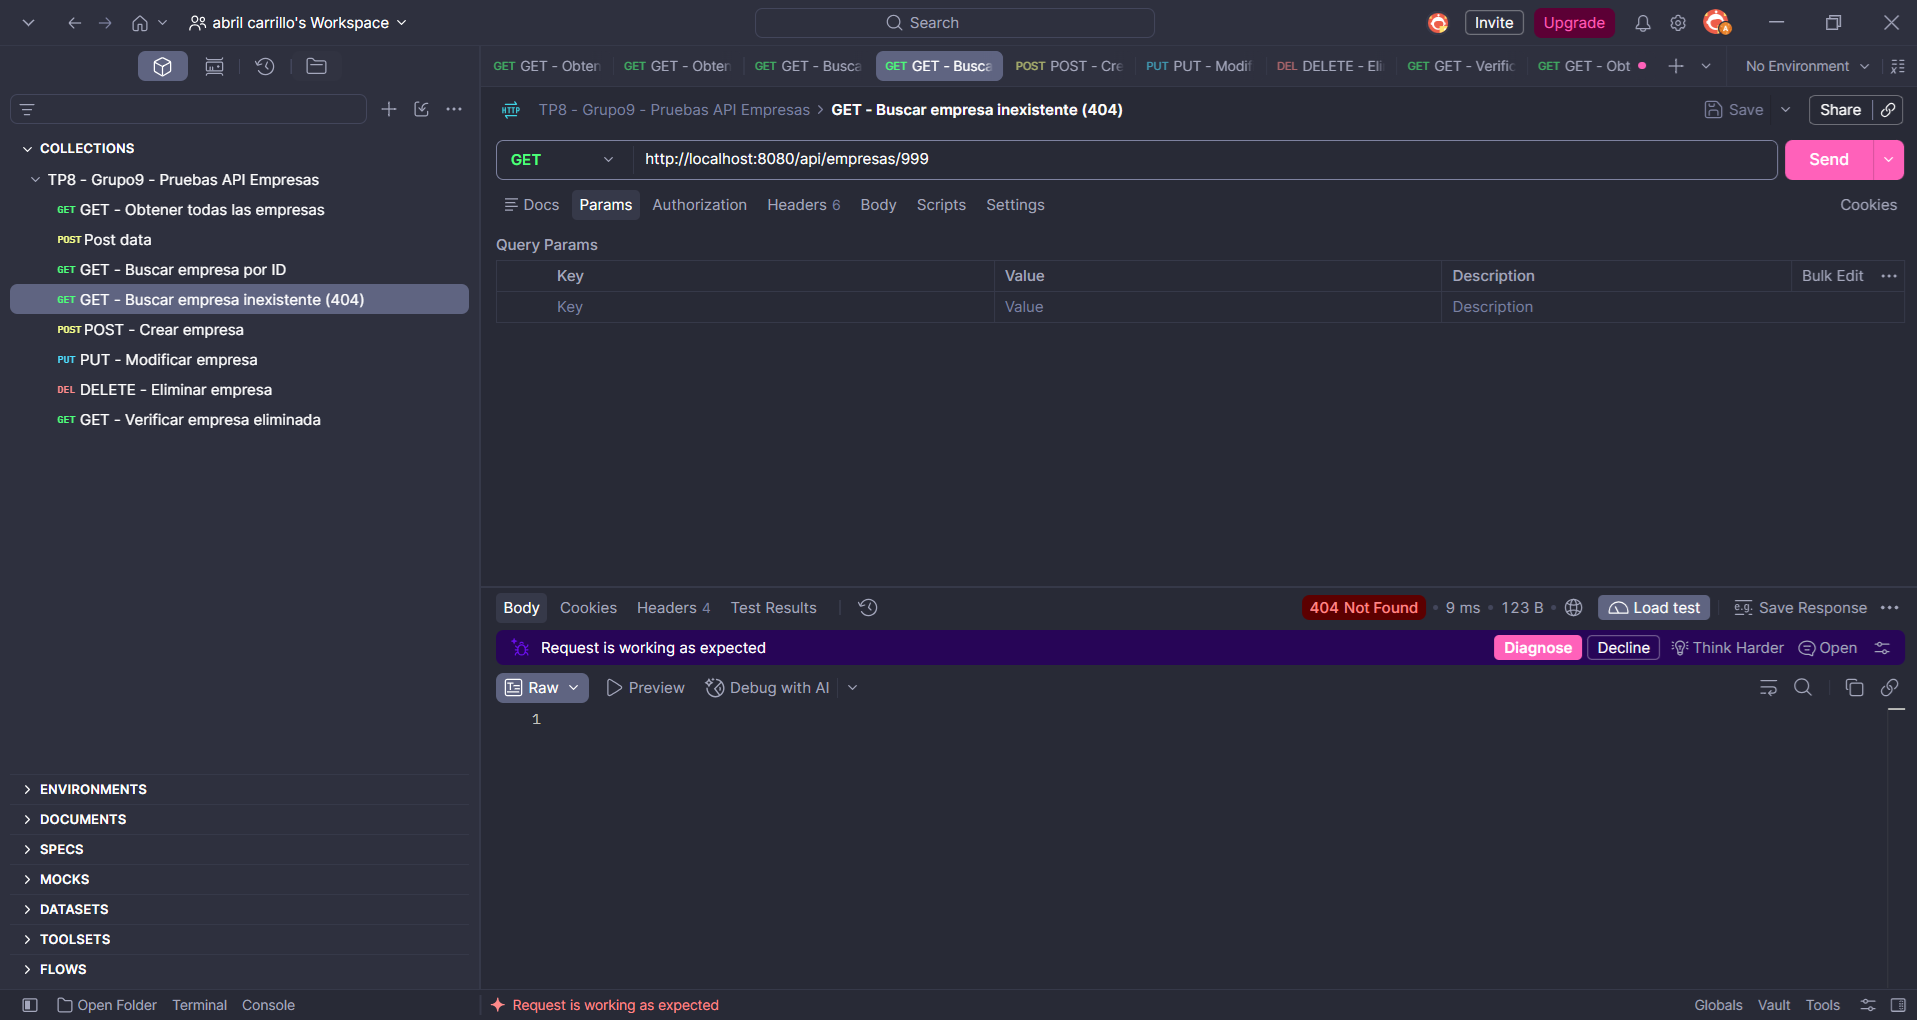 abril carrillo's Workspace
Search
Invite
Upgrade
GET GET - Obten
GET GET - Obten
GET GET - Busca
GET GET - Busca
POST POST - Cre
PUT PUT - Modif
DEL DELETE - Eli
GET GET - Verific
GET GET - Obt
No Environment
HTTP TP8 - Grupo9 - Pruebas API Empresas > GET - Buscar empresa inexistente (404)
Save
Share
COLLECTIONS
TP8 - Grupo9 - Pruebas API Empresas
GET GET - Obtener todas las empresas
POST Post data
GET GET - Buscar empresa por ID
GET GET - Buscar empresa inexistente (404)
POST POST - Crear empresa
PUT PUT - Modificar empresa
DEL DELETE - Eliminar empresa
GET GET - Verificar empresa eliminada
ENVIRONMENTS
DOCUMENTS
SPECS
MOCKS
DATASETS
TOOLSETS
FLOWS
GET http://localhost:8080/api/empresas/999
Send
Docs Params Authorization Headers 6 Body Scripts Settings
Cookies
Query Params
Key Value Description Bulk Edit
Key Value Description
Body Cookies Headers 4 Test Results
404 Not Found • 9 ms • 123 B •
Load test
e.g. Save Response
Request is working as expected
Diagnose Decline Think Harder Open
Raw Preview Debug with AI
1
Open Folder Terminal Console
Request is working as expected
Globals Vault Tools